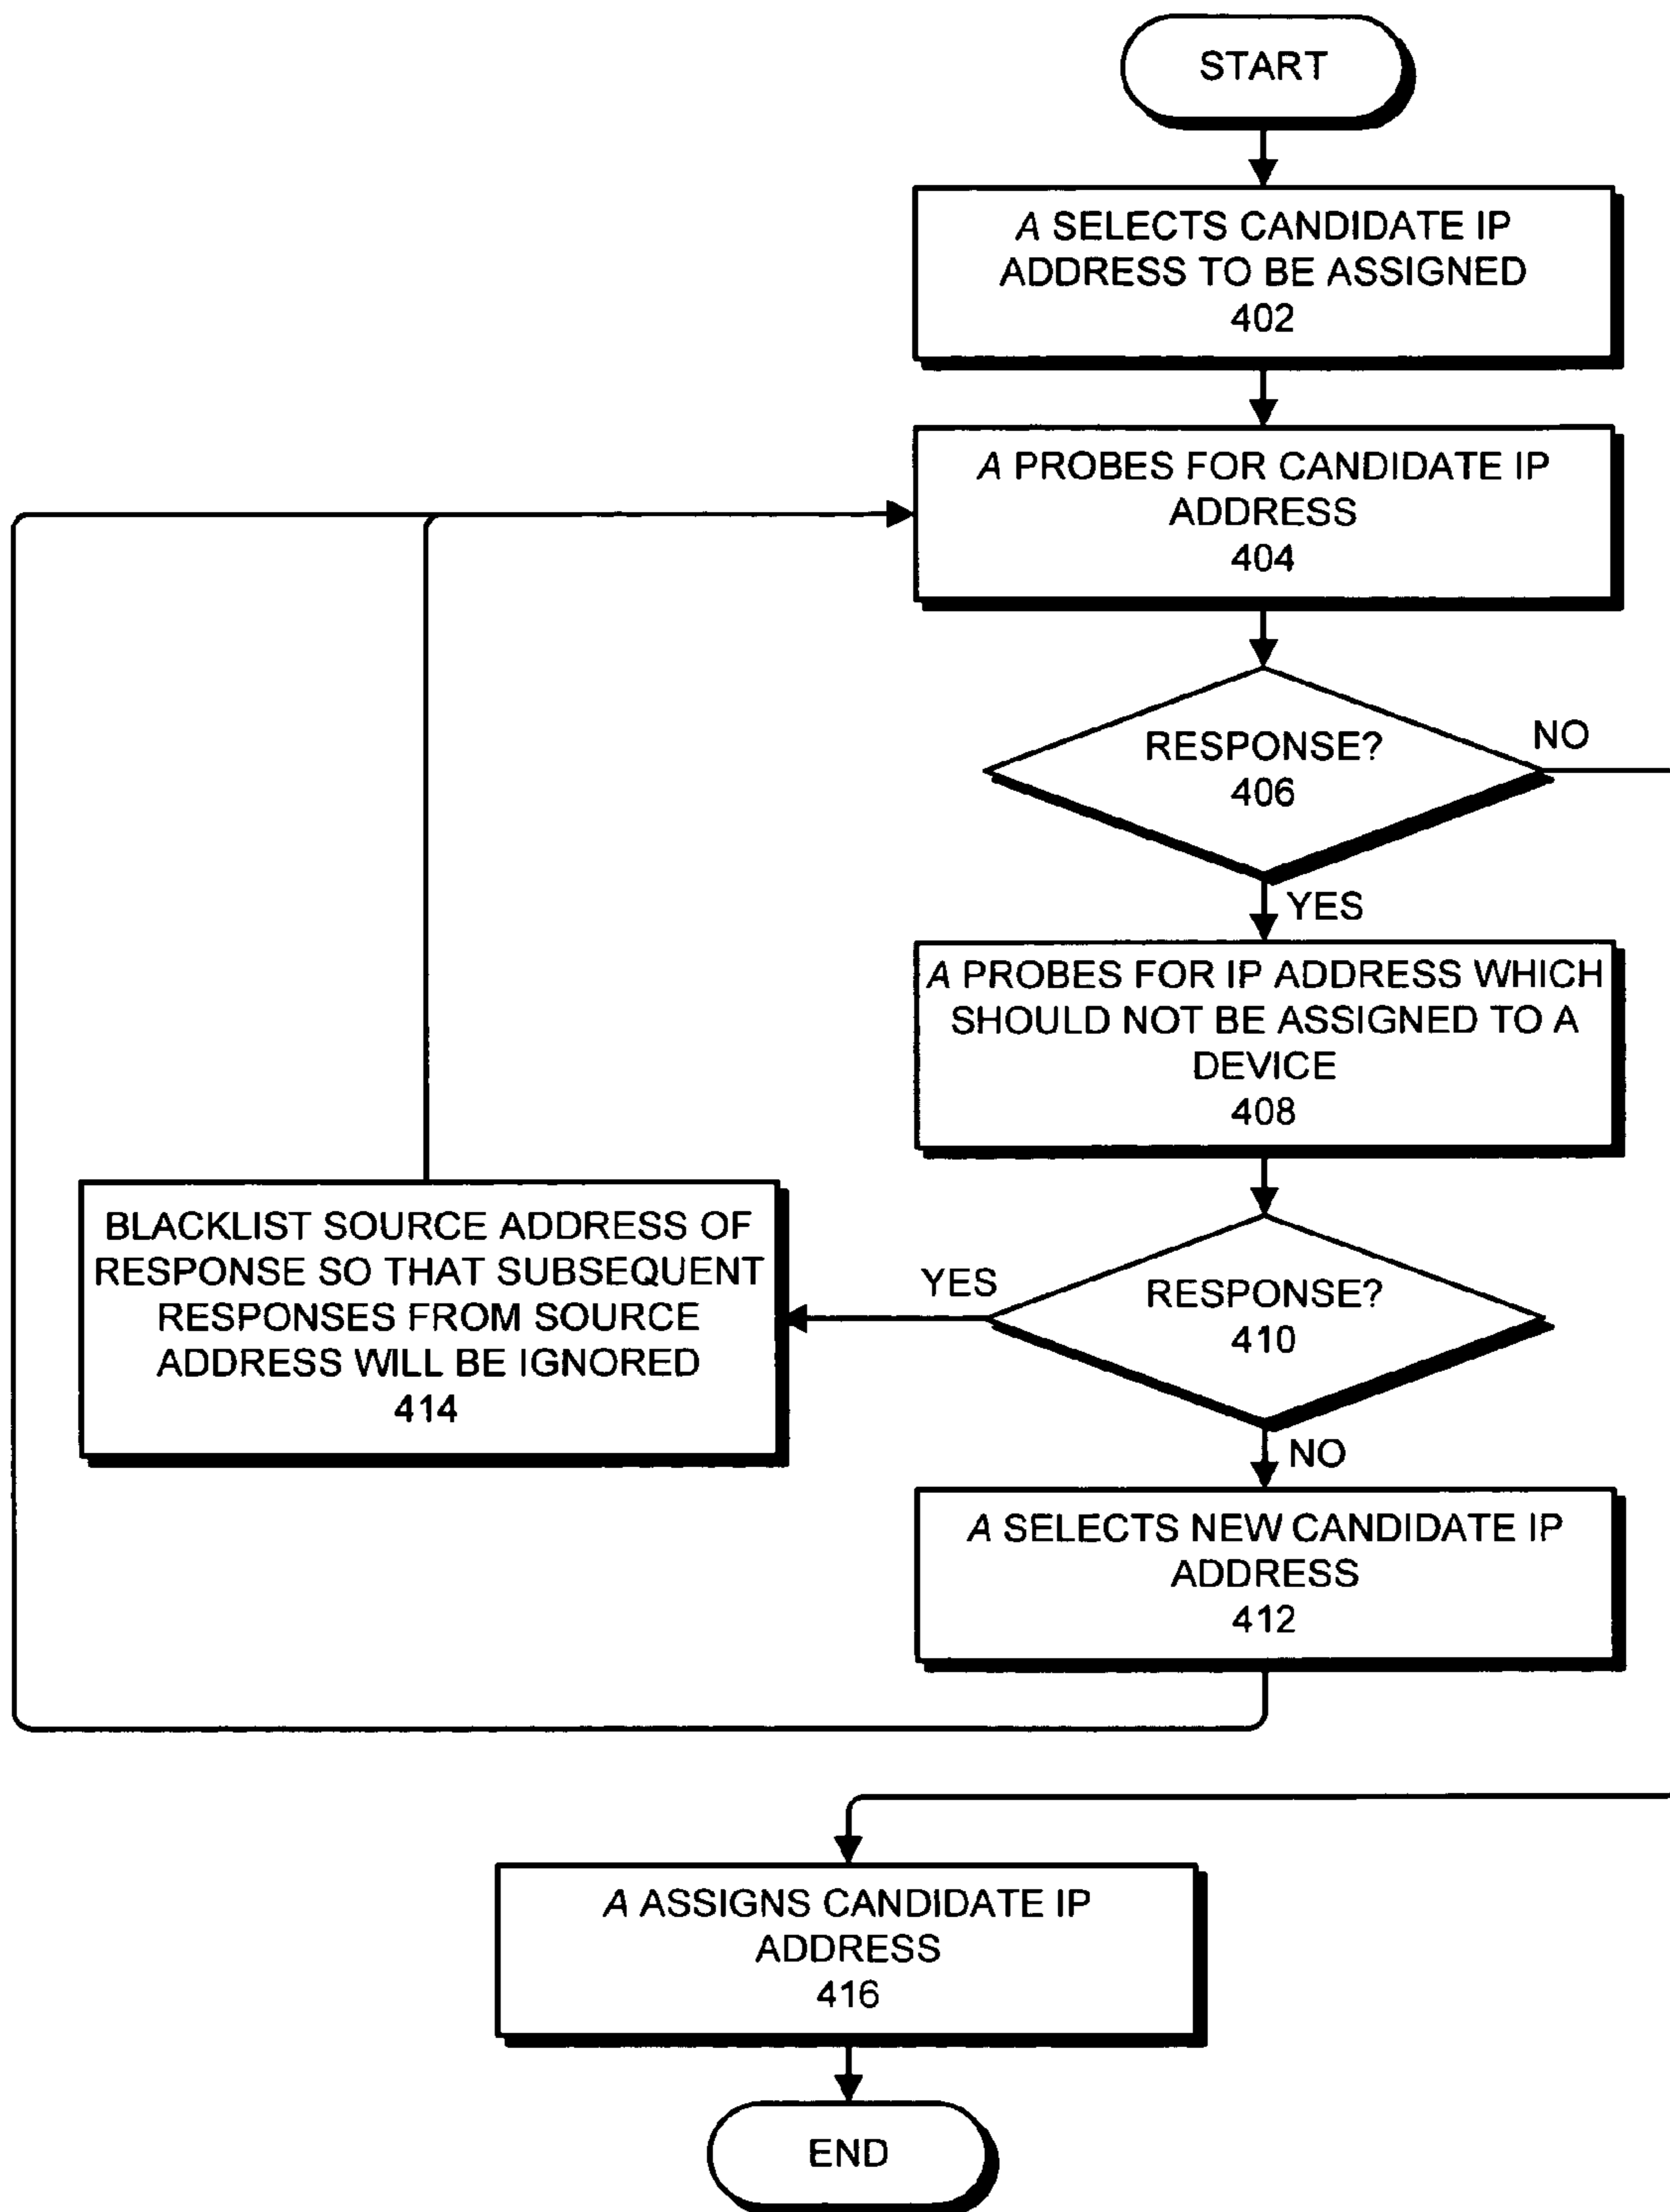 START
A SELECTS CANDIDATE IP
ADDRESS TO BE ASSIGNED
402
A PROBES FOR CANDIDATE IP
ADDRESS
404
RESPONSE?
406
NO
YES
A PROBES FOR IP ADDRESS WHICH
SHOULD NOT BE ASSIGNED TO A
DEVICE
408
RESPONSE?
410
YES
BLACKLIST SOURCE ADDRESS OF
RESPONSE SO THAT SUBSEQUENT
RESPONSES FROM SOURCE
ADDRESS WILL BE IGNORED
414
NO
A SELECTS NEW CANDIDATE IP
ADDRESS
412
A ASSIGNS CANDIDATE IP
ADDRESS
416
END